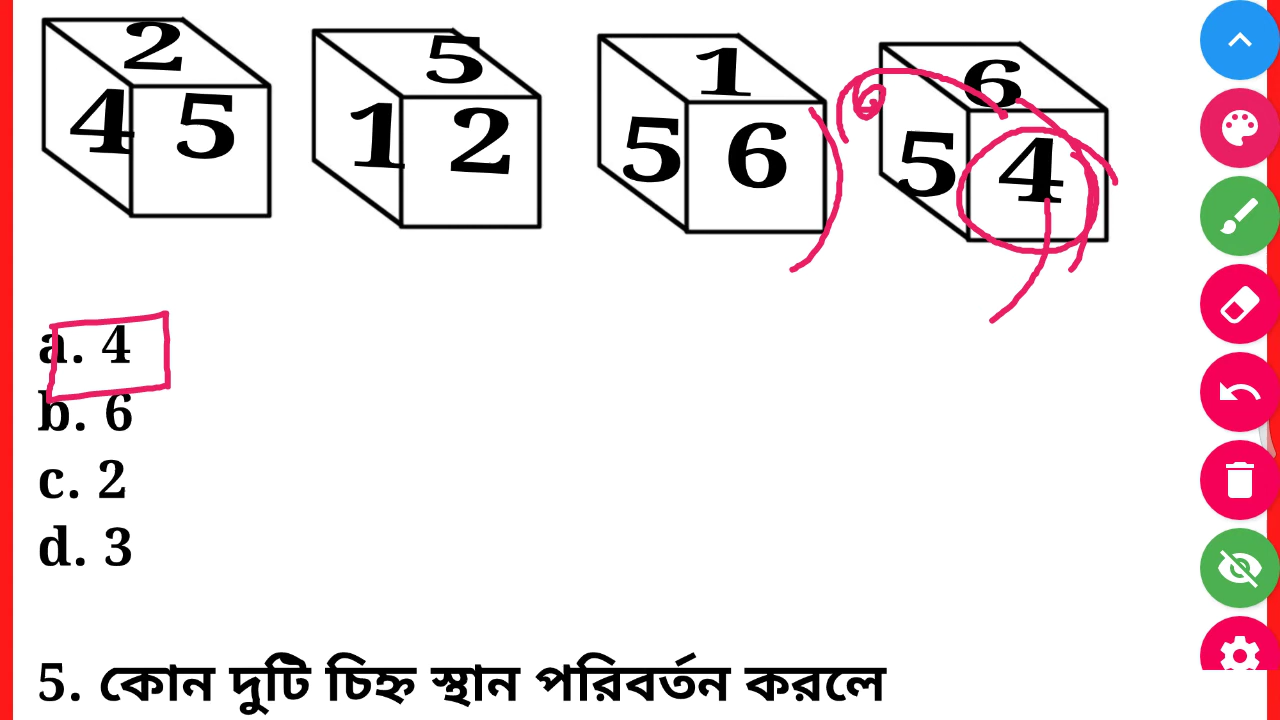 2 5 1 6
4 5 1 2 5 6 5 4
a. 4
b. 6
c. 2
d. 3
5. কোন দুটি চিহ্ন স্থান পরিবর্তন করলে